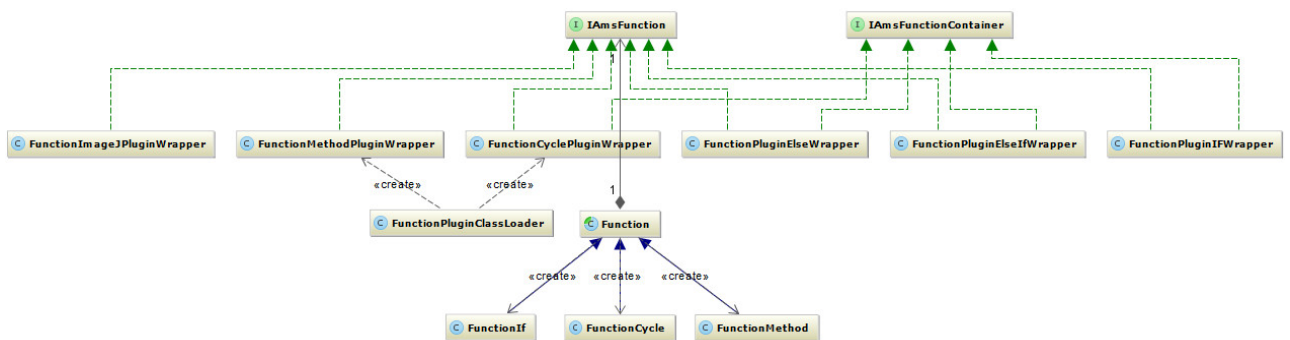 I IAmsFunction
I IAmsFunctionContainer
1
C FunctionImageJPluginWrapper
C FunctionMethodPluginWrapper
C FunctionCyclePluginWrapper
C FunctionPluginElseWrapper
C FunctionPluginElseIfWrapper
C FunctionPluginIFWrapper
«create»
«create»
1
C FunctionPluginClassLoader
C Function
«create»
«create»
«create»
C FunctionIf
C FunctionCycle
C FunctionMethod